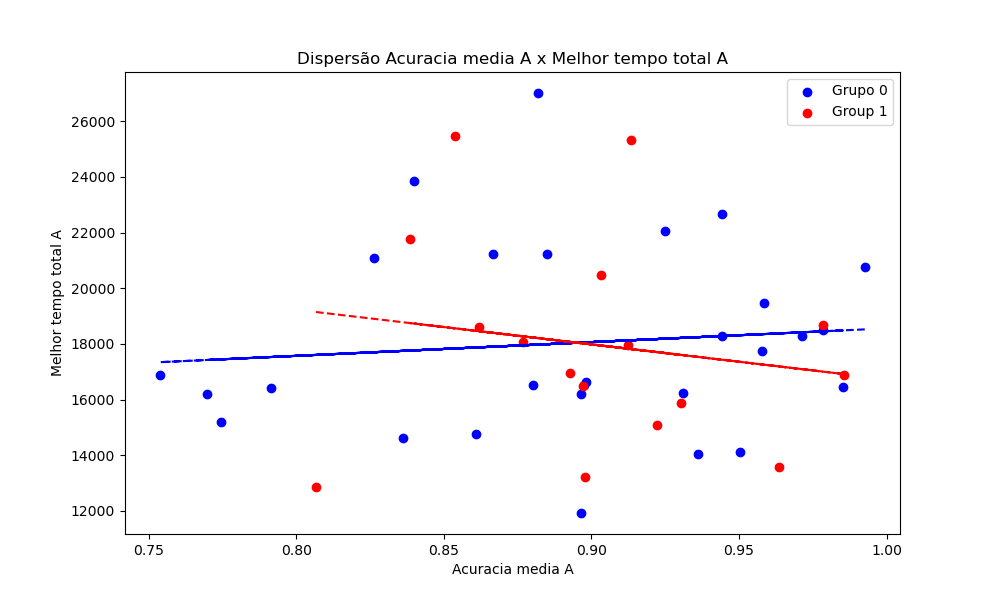 Dispersão Acuracia media A x Melhor tempo total A
Grupo 0
Group 1
Melhor tempo total A
26000
24000
22000
20000
18000
16000
14000
12000
0.75
0.80
0.85
0.90
0.95
1.00
Acuracia media A